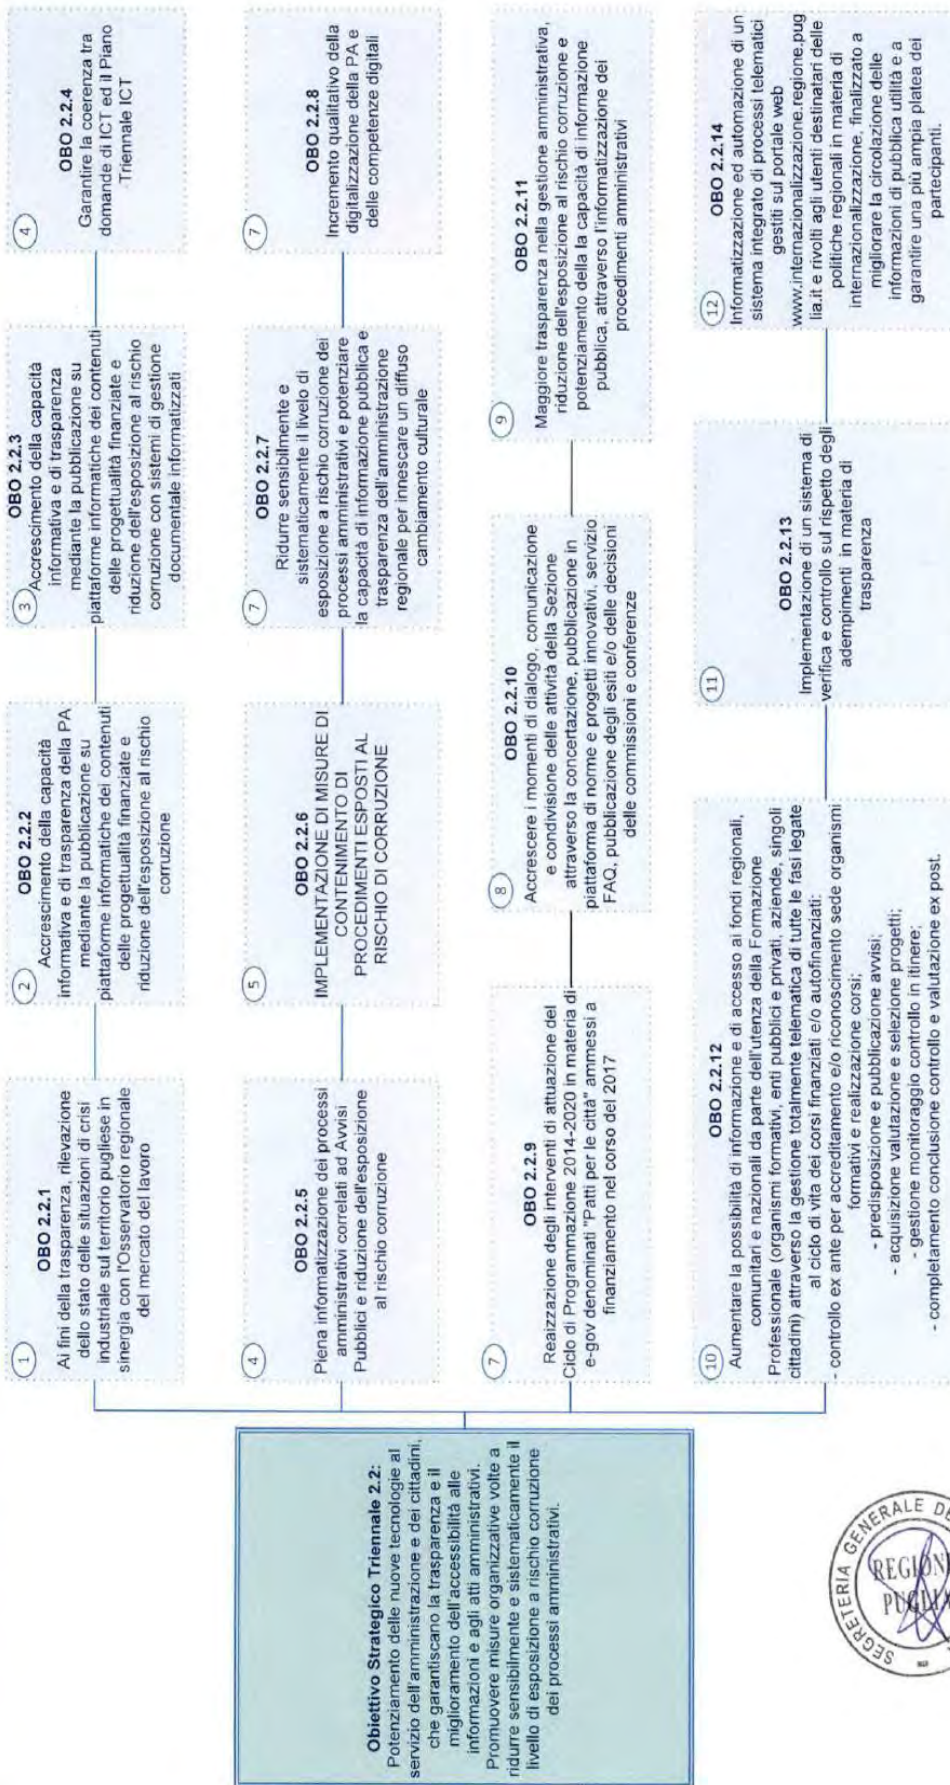 Obiettivo Strategico Triennale 2.2:
Potenziamento delle nuove tecnologie al
servizio dell'amministrazione e dei cittadini,
che garantiscano la trasparenza e il
miglioramento dell'accessibilità alle
informazioni e agli atti amministrativi.
Promuovere misure organizzative volte a
ridurre sensibilmente e sistematicamente il
livello di esposizione a rischio corruzione
dei processi amministrativi.
1
OBO 2.2.1
Ai fini della trasparenza, rilevazione
dello stato delle situazioni di crisi
industriale sul territorio pugliese in
sinergia con l'Osservatorio regionale
del mercato del lavoro
2
OBO 2.2.2
Accrescimento della capacità
informativa e di trasparenza della PA
mediante la pubblicazione su
piattaforme informatiche dei contenuti
delle progettualità finanziate e
riduzione dell'esposizione al rischio
corruzione
3
OBO 2.2.3
Accrescimento della capacità
informativa e di trasparenza
mediante la pubblicazione su
piattaforme informatiche dei contenuti
delle progettualità finanziate e
riduzione dell'esposizione al rischio
corruzione con sistemi di gestione
documentale informatizzati
4
OBO 2.2.4
Garantire la coerenza tra
domande di ICT ed il Piano
Triennale ICT
4
OBO 2.2.5
Piena informatizzazione dei processi
amministrativi correlati ad Avvisi
Pubblici e riduzione dell'esposizione
al rischio corruzione
5
OBO 2.2.6
IMPLEMENTAZIONE DI MISURE DI
CONTENIMENTO DI
PROCEDIMENTI ESPOSTI AL
RISCHIO DI CORRUZIONE
7
OBO 2.2.7
Ridurre sensibilmente e
sistematicamente il livello di
esposizione a rischio corruzione dei
processi amministrativi e potenziare
la capacità di informazione pubblica e
trasparenza dell'amministrazione
regionale per innescare un diffuso
cambiamento culturale
7
OBO 2.2.8
Incremento qualitativo della
digitalizzazione della PA e
delle competenze digitali
7
OBO 2.2.9
Reaizzazione degli interventi di attuazione del
Ciclo di Programmazione 2014-2020 in materia di
e-gov denominati "Patti per le città" ammessi a
finanziamento nel corso del 2017
8
OBO 2.2.10
Accrescere i momenti di dialogo, comunicazione
e condivisione delle attività della Sezione
attraverso la concertazione, pubblicazione in
piattaforma di norme e progetti innovativi, servizio
FAQ, pubblicazione degli esiti e/o delle decisioni
delle commissioni e conferenze
9
OBO 2.2.11
Maggiore trasparenza nella gestione amministrativa,
riduzione dell'esposizione al rischio corruzione e
potenziamento della la capacità di informazione
pubblica, attraverso l'informatizzazione dei
procedimenti amministrativi
10
OBO 2.2.12
Aumentare la possibilità di informazione e di accesso ai fondi regionali,
comunitari e nazionali da parte dell'utenza della Formazione
Professionale (organismi formativi, enti pubblici e privati, aziende, singoli
cittadini) attraverso la gestione totalmente telematica di tutte le fasi legate
al ciclo di vita dei corsi finanziati e/o autofinanziati:
- controllo ex ante per accreditamento e/o riconoscimento sede organismi
formativi e realizzazione corsi;
- predisposizione e pubblicazione avvisi;
- acquisizione valutazione e selezione progetti;
- gestione monitoraggio controllo in itinere;
- completamento conclusione controllo e valutazione ex post.
11
OBO 2.2.13
Implementazione di un sistema di
verifica e controllo sul rispetto degli
adempimenti in materia di
trasparenza
12
OBO 2.2.14
Informatizzazione ed automazione di un
sistema integrato di processi telematici
gestiti sul portale web
www.internazionalizzazione.regione.pug
lia.it e rivolti agli utenti destinatari delle
politiche regionali in materia di
internazionalizzazione, finalizzato a
migliorare la circolazione delle
informazioni di pubblica utilità e a
garantire una più ampia platea dei
partecipanti.
SEGRETERIA GENERALE
REGIONE
PUGLIA